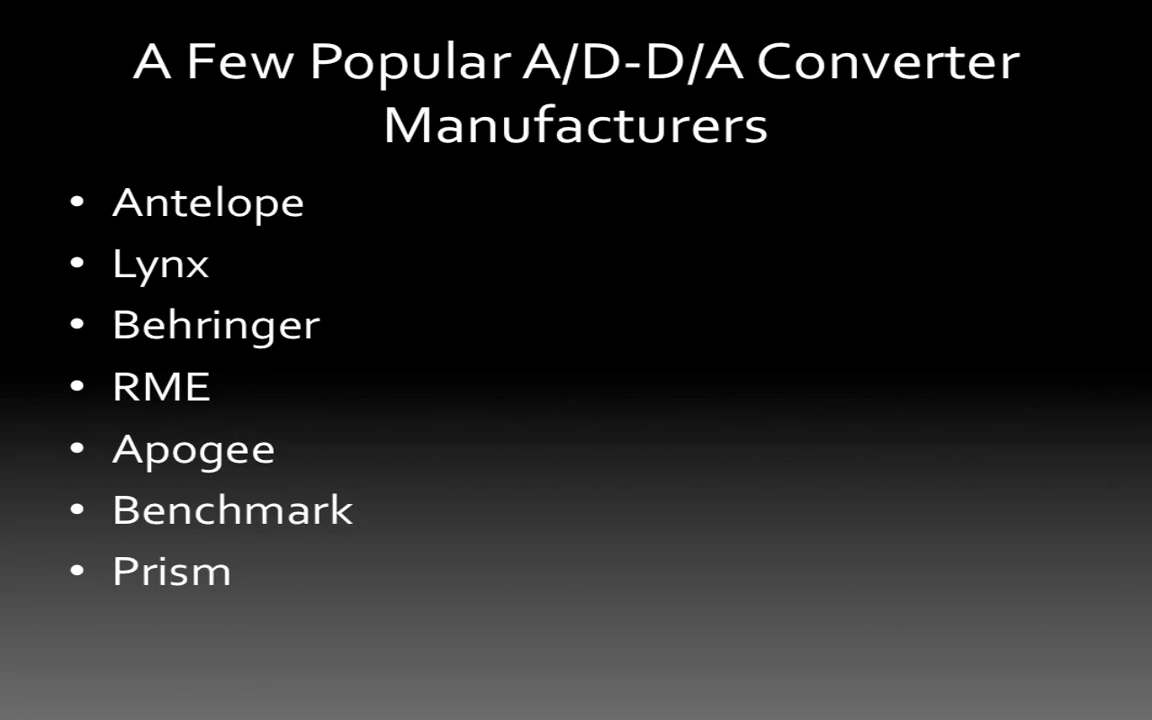 A Few Popular A/D-D/A Converter
Manufacturers
• Antelope
• Lynx
• Behringer
• RME
• Apogee
• Benchmark
• Prism